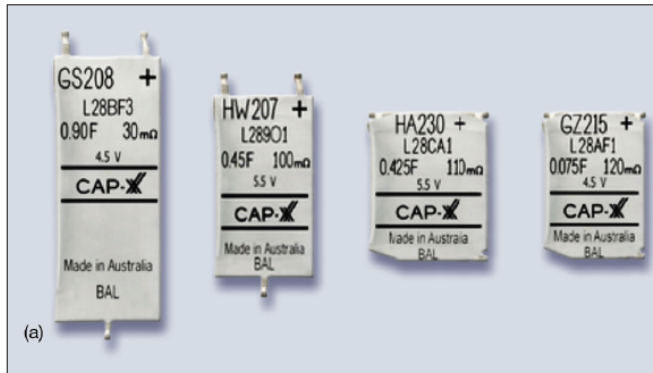 GS208 +
L28BF3
0.90F 30mΩ
4.5 V
CAP-XX
Made in Australia
BAL
HW207 +
L289O1
0.45F 100mΩ
5.5 V
CAP-XX
Made in Australia
BAL
HA230 +
L28CA1
0.425F 110mΩ
5.5 V
CAP-XX
Made in Australia
BAL
GZ215 +
L28AF1
0.075F 120mΩ
4.5 V
CAP-XX
Made in Australia
BAL
(a)